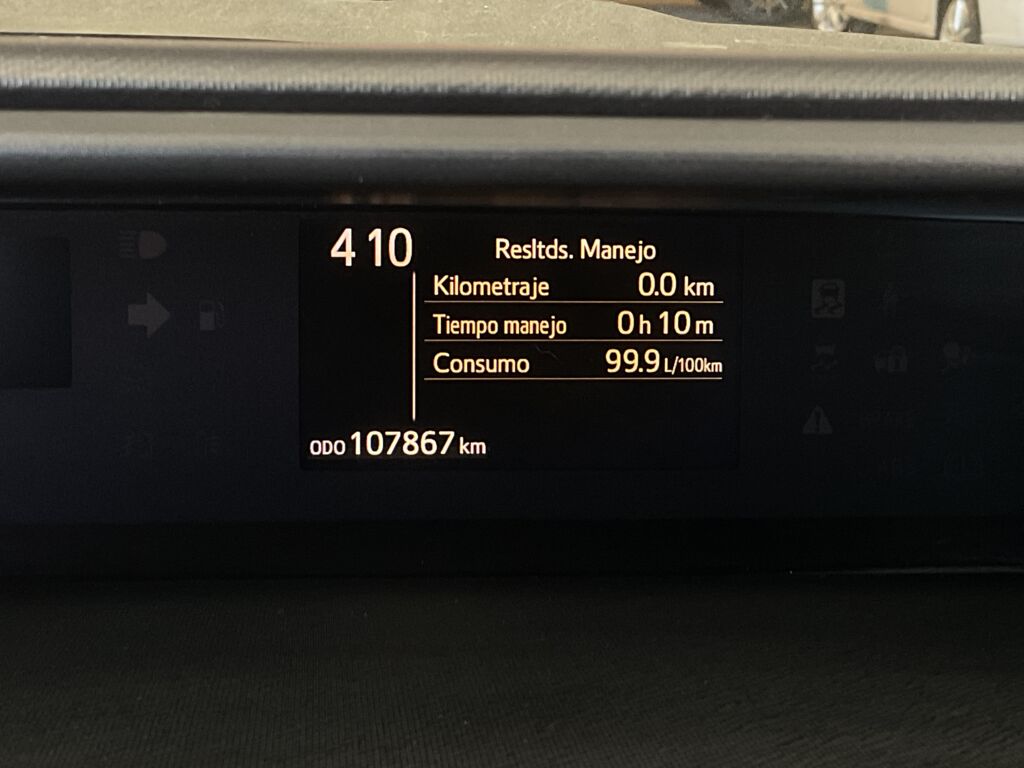 4 10
Resltds. Manejo
Kilometraje 0.0 km
Tiempo manejo 0 h 10 m
Consumo 99.9 L/100km
ODO 107867 km